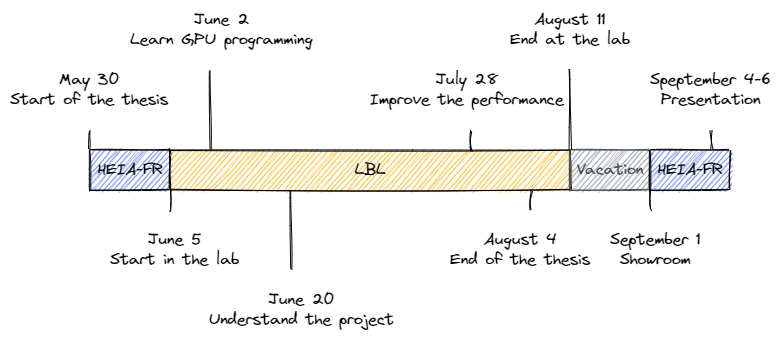 June 2
Learn GPU programming
August 11
End at the lab
May 30
Start of the thesis
July 28
Improve the performance
Speptember 4-6
Presentation
HEIA-FR
LBL
Vacation
HEIA-FR
June 5
Start in the lab
August 4
End of the thesis
September 1
Showroom
June 20
Understand the project